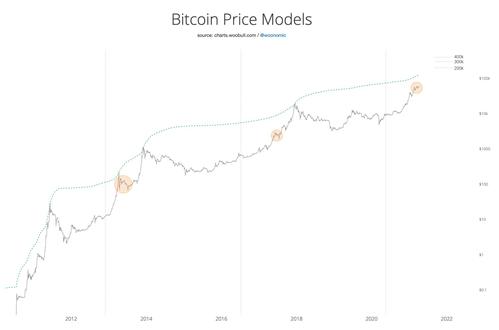 Bitcoin Price Models
source: charts.woobull.com / @woonomic
400k
300k
200k
$100k
$10k
$1000
$100
$10
$1
$0.1
2012
2014
2016
2018
2020
2022